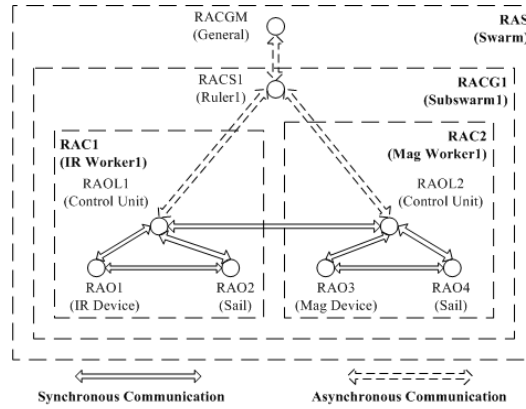 RACGM
(General)
RAS
(Swarm)
RACS1
(Ruler1)
RACG1
(Subswarm1)
RAC1
(IR Worker1)
RAC2
(Mag Worker1)
RAOL1
(Control Unit)
RAOL2
(Control Unit)
RAO1
(IR Device)
RAO2
(Sail)
RAO3
(Mag Device)
RAO4
(Sail)
Synchronous Communication
Asynchronous Communication